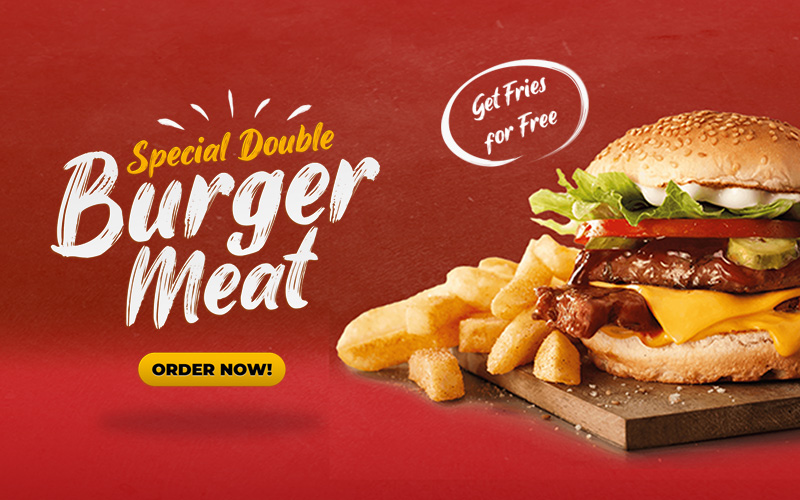 Special Double
Burger
Meat
ORDER NOW!
Get Fries
for Free